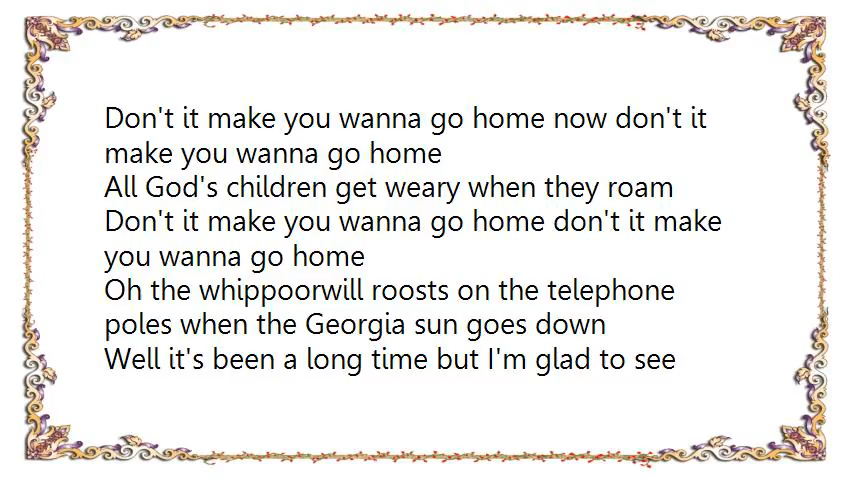 Don't it make you wanna go home now don't it
make you wanna go home
All God's children get weary when they roam
Don't it make you wanna go home don't it make
you wanna go home
Oh the whippoorwill roosts on the telephone
poles when the Georgia sun goes down
Well it's been a long time but I'm glad to see